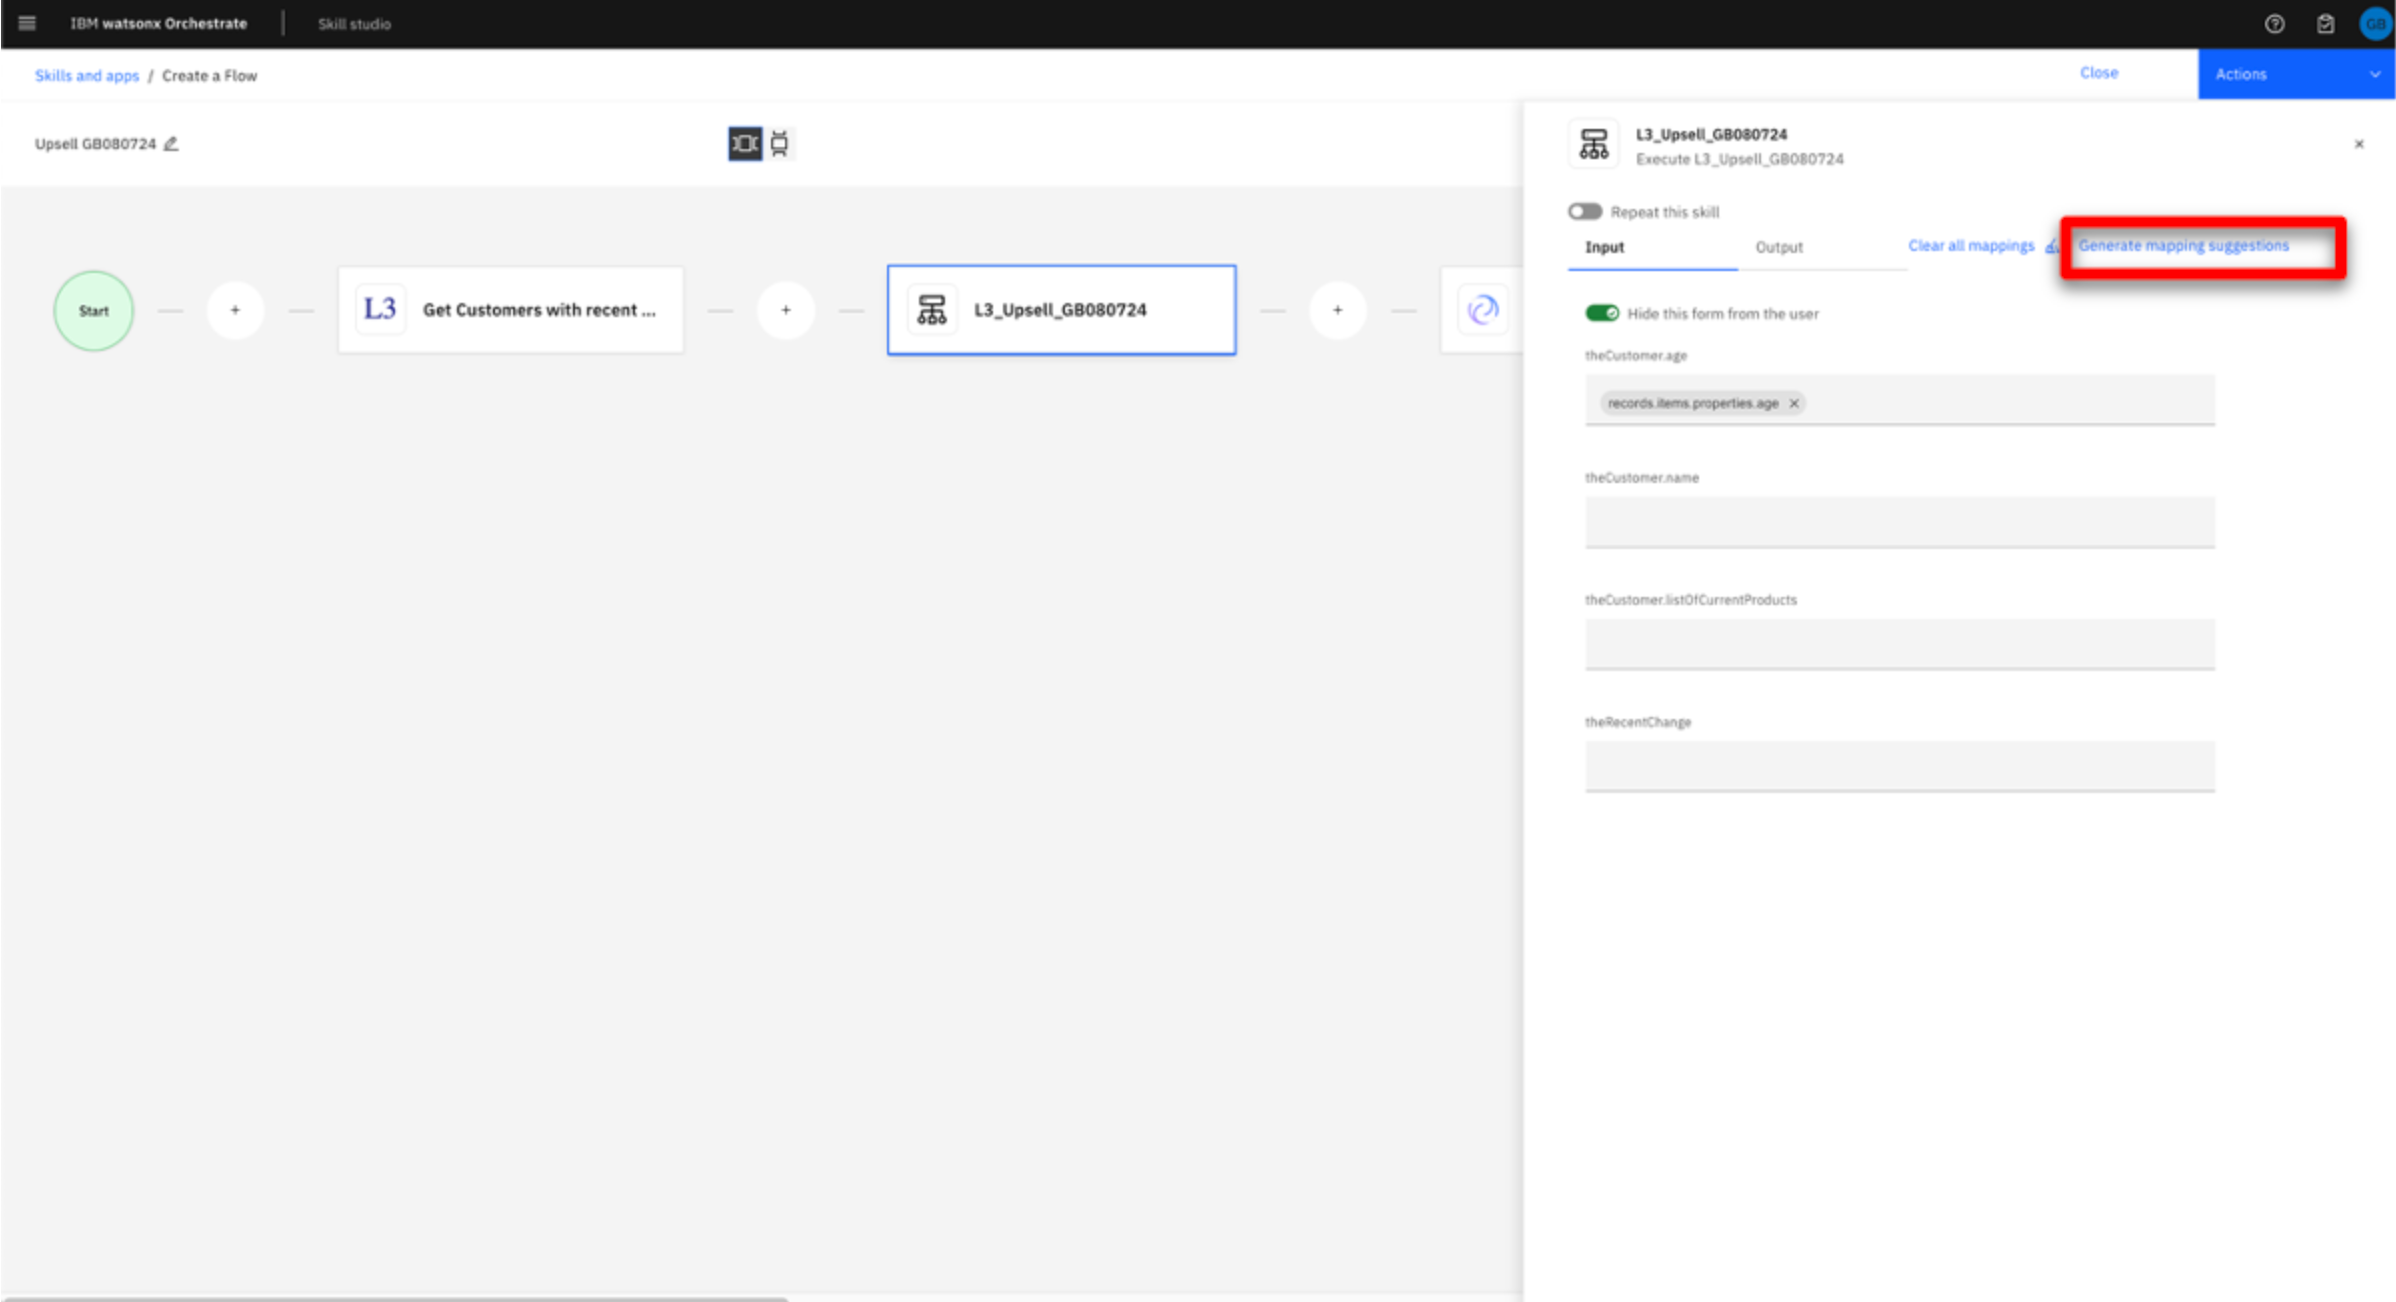 IBM watsonx Orchestrate
Skill studio
GB
Skills and apps / Create a Flow
Close
Actions
Upsell GB080724
L3_Upsell_GB080724
Execute L3_Upsell_GB080724
Repeat this skill
Input
Output
Clear all mappings
Generate mapping suggestions
Start
+
L3
Get Customers with recent ...
+
L3_Upsell_GB080724
+
Hide this form from the user
theCustomer.age
records.items.properties.age
theCustomer.name
theCustomer.listOfCurrentProducts
theRecentChange